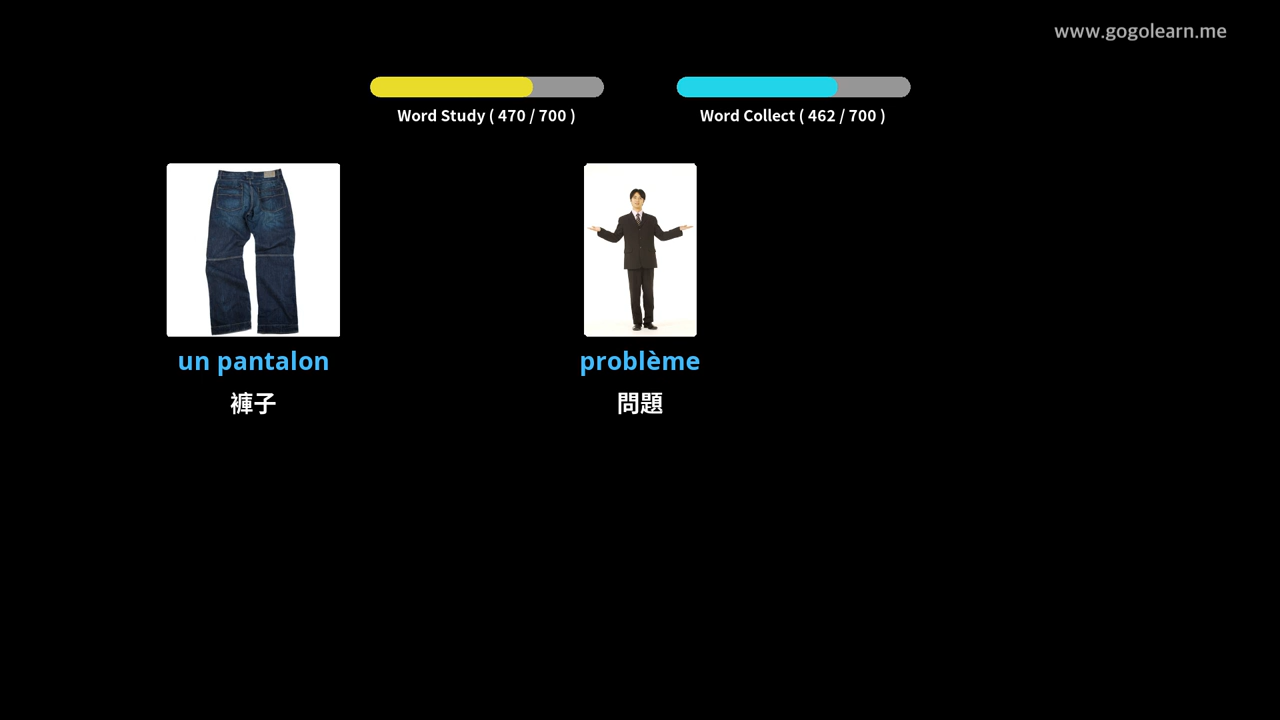 www.gogolearn.me
Word Study ( 470 / 700 )
Word Collect ( 462 / 700 )
un pantalon
褲子
problème
問題